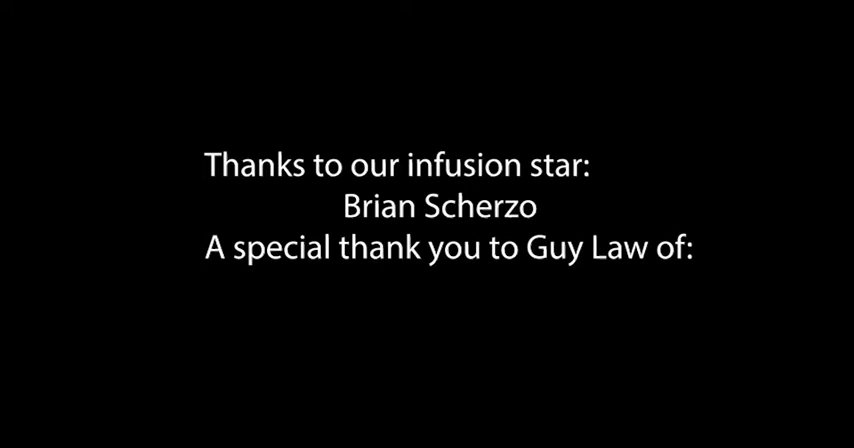 Thanks to our infusion star:
Brian Scherzo
A special thank you to Guy Law of: